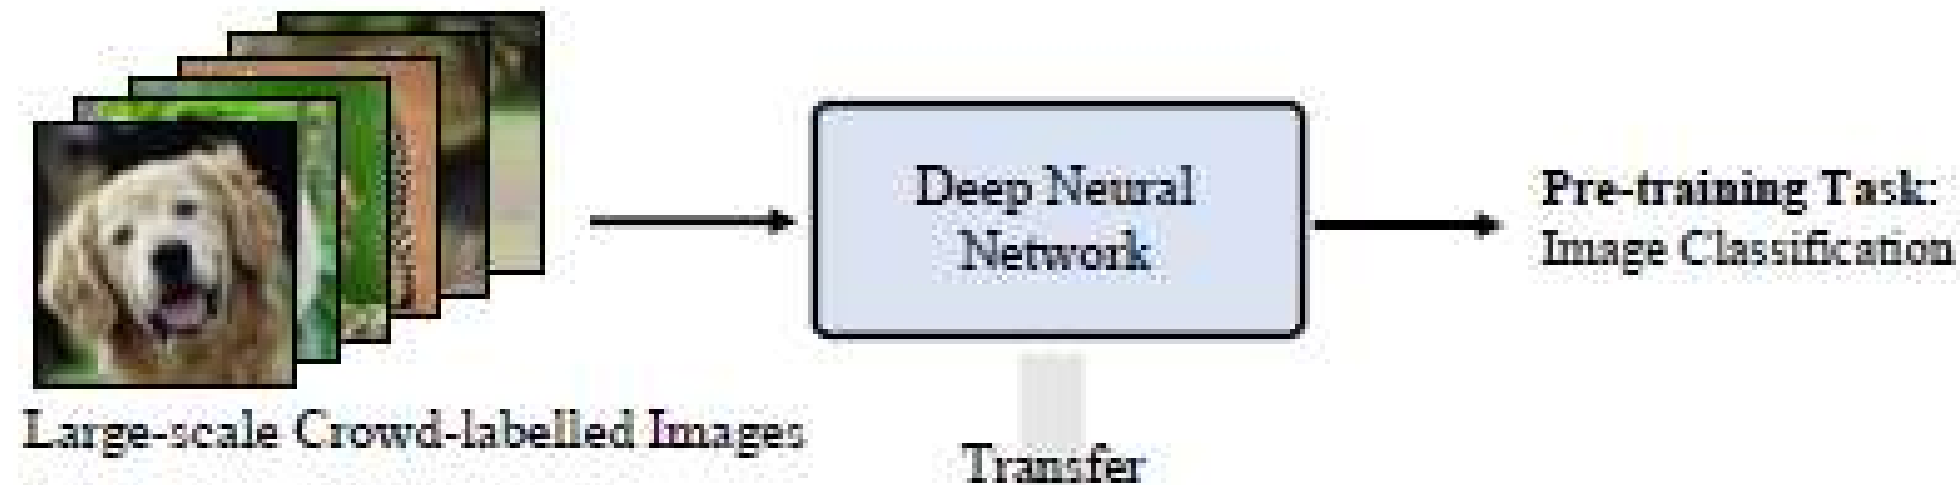 Deep Neural
Network
Pre-training Task:
Image Classification
Large-scale Crowd-labelled Images
Transfer